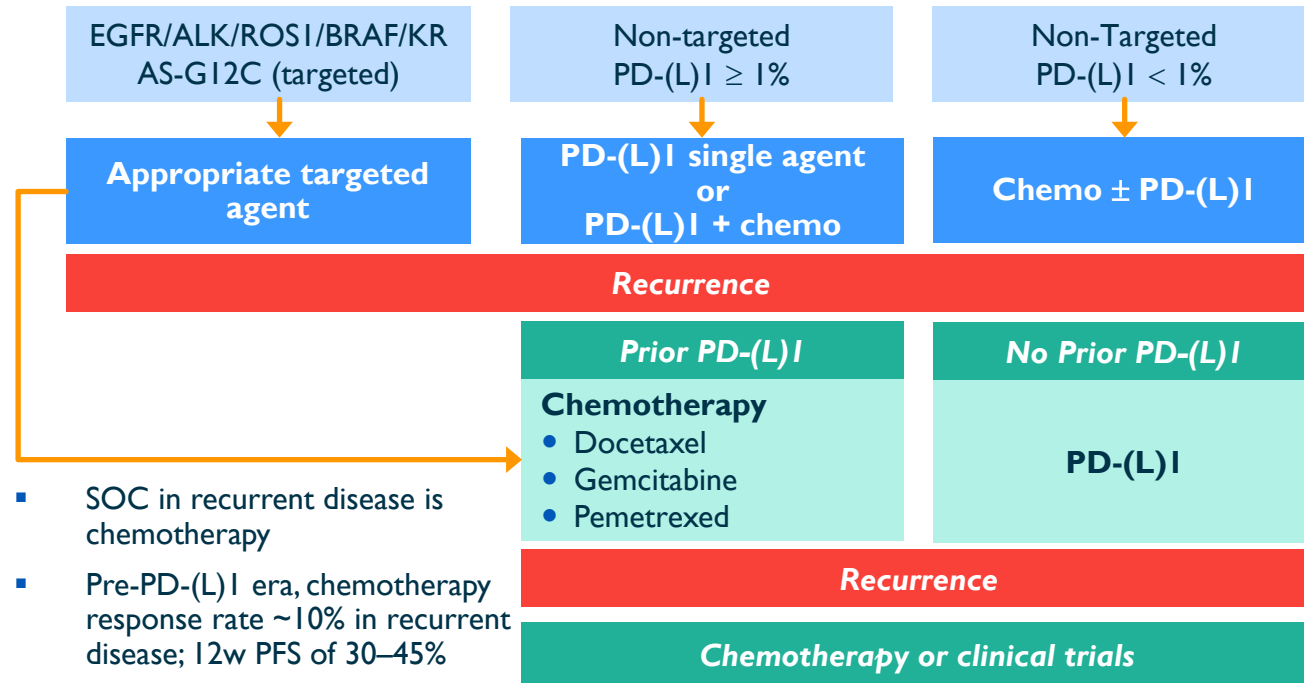 EGFR/ALK/ROS1/BRAF/KR
AS-G12C (targeted)
Non-targeted
PD-(L)1 ≥ 1%
Non-Targeted
PD-(L)1 < 1%
Appropriate targeted
agent
PD-(L)1 single agent
or
PD-(L)1 + chemo
Chemo ± PD-(L)1
Recurrence
Prior PD-(L)1
No Prior PD-(L)1
Chemotherapy
• Docetaxel
• Gemcitabine
• Pemetrexed
PD-(L)1
▪ SOC in recurrent disease is
chemotherapy
▪ Pre-PD-(L)1 era, chemotherapy
response rate ~10% in recurrent
disease; 12w PFS of 30–45%
Recurrence
Chemotherapy or clinical trials